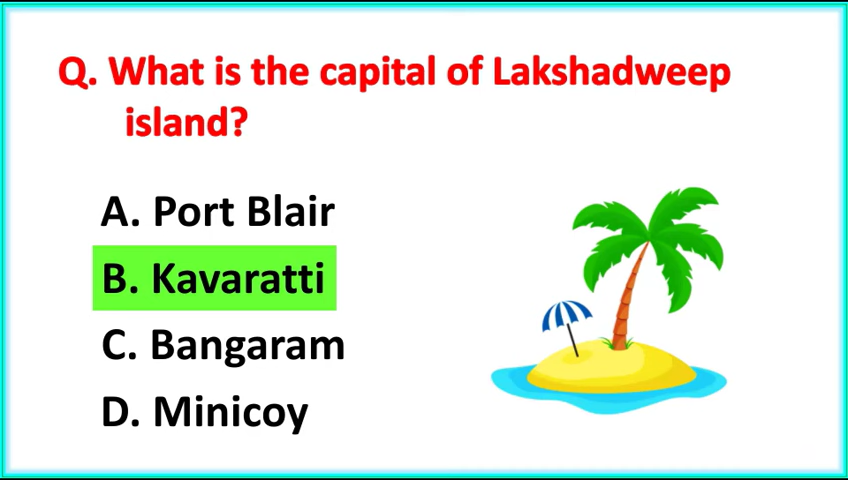 Q. What is the capital of Lakshadweep
island?
A. Port Blair
B. Kavaratti
C. Bangaram
D. Minicoy